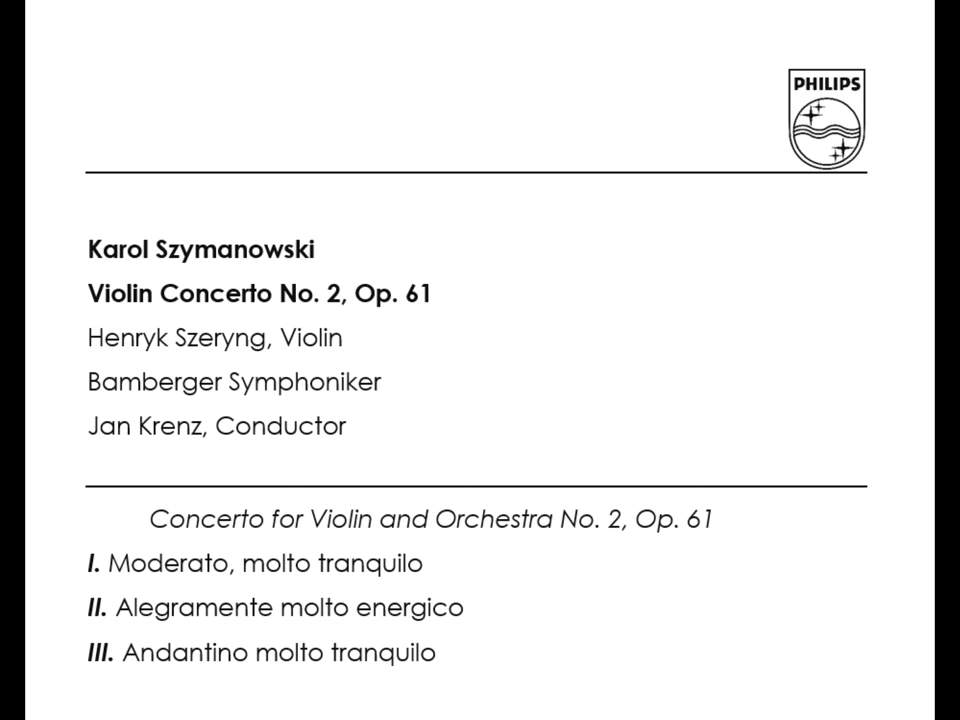 PHILIPS
Karol Szymanowski
Violin Concerto No. 2, Op. 61
Henryk Szeryng, Violin
Bamberger Symphoniker
Jan Krenz, Conductor
Concerto for Violin and Orchestra No. 2, Op. 61
I. Moderato, molto tranquilo
II. Alegramente molto energico
III. Andantino molto tranquilo